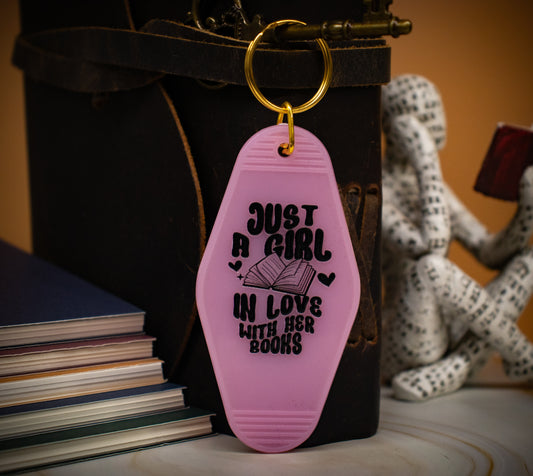 JUST
A GIRL
IN LOVE
WITH HER
BOOKS